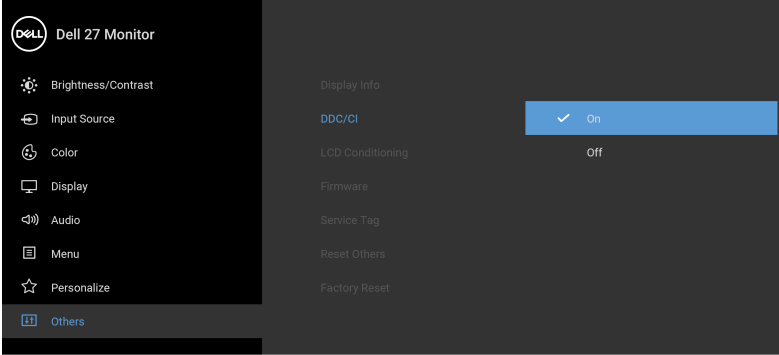 DELL
Dell 27 Monitor
Brightness/Contrast
Input Source
Color
Display
Audio
Menu
Personalize
Others
Display Info
DDC/CI
LCD Conditioning
Firmware
Service Tag
Reset Others
Factory Reset
On
Off